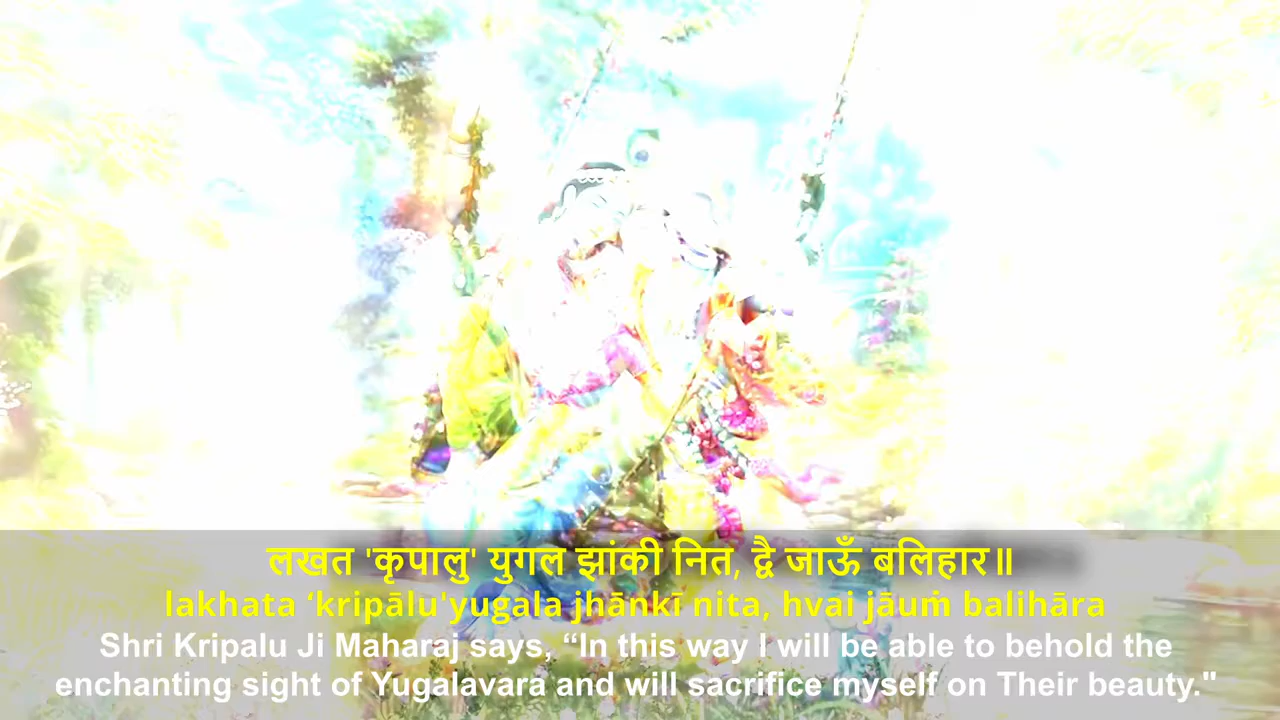 लखत 'कृपालु' युगल झांकी नित, द्वै जाऊँ बलिहार॥
lakhata ‘kripālu'yugala jhānkī nita, hvai jāuṁ balihāra
Shri Kripalu Ji Maharaj says, “In this way I will be able to behold the
enchanting sight of Yugalavara and will sacrifice myself on Their beauty."